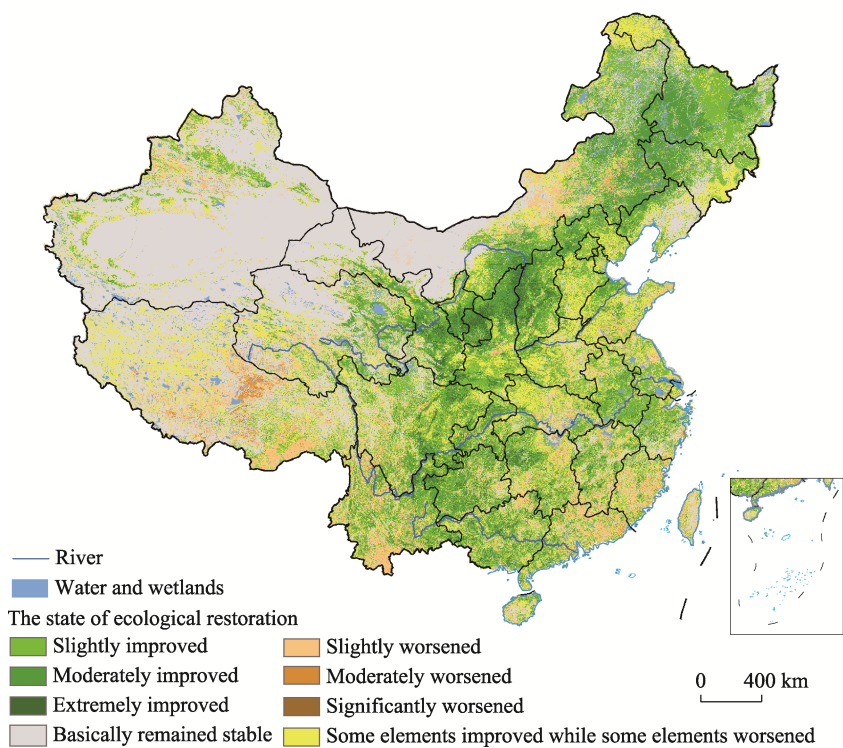 River
Water and wetlands
The state of ecological restoration
Slightly improved
Moderately improved
Extremely improved
Basically remained stable
Slightly worsened
Moderately worsened
Significantly worsened
Some elements improved while some elements worsened
0 400 km